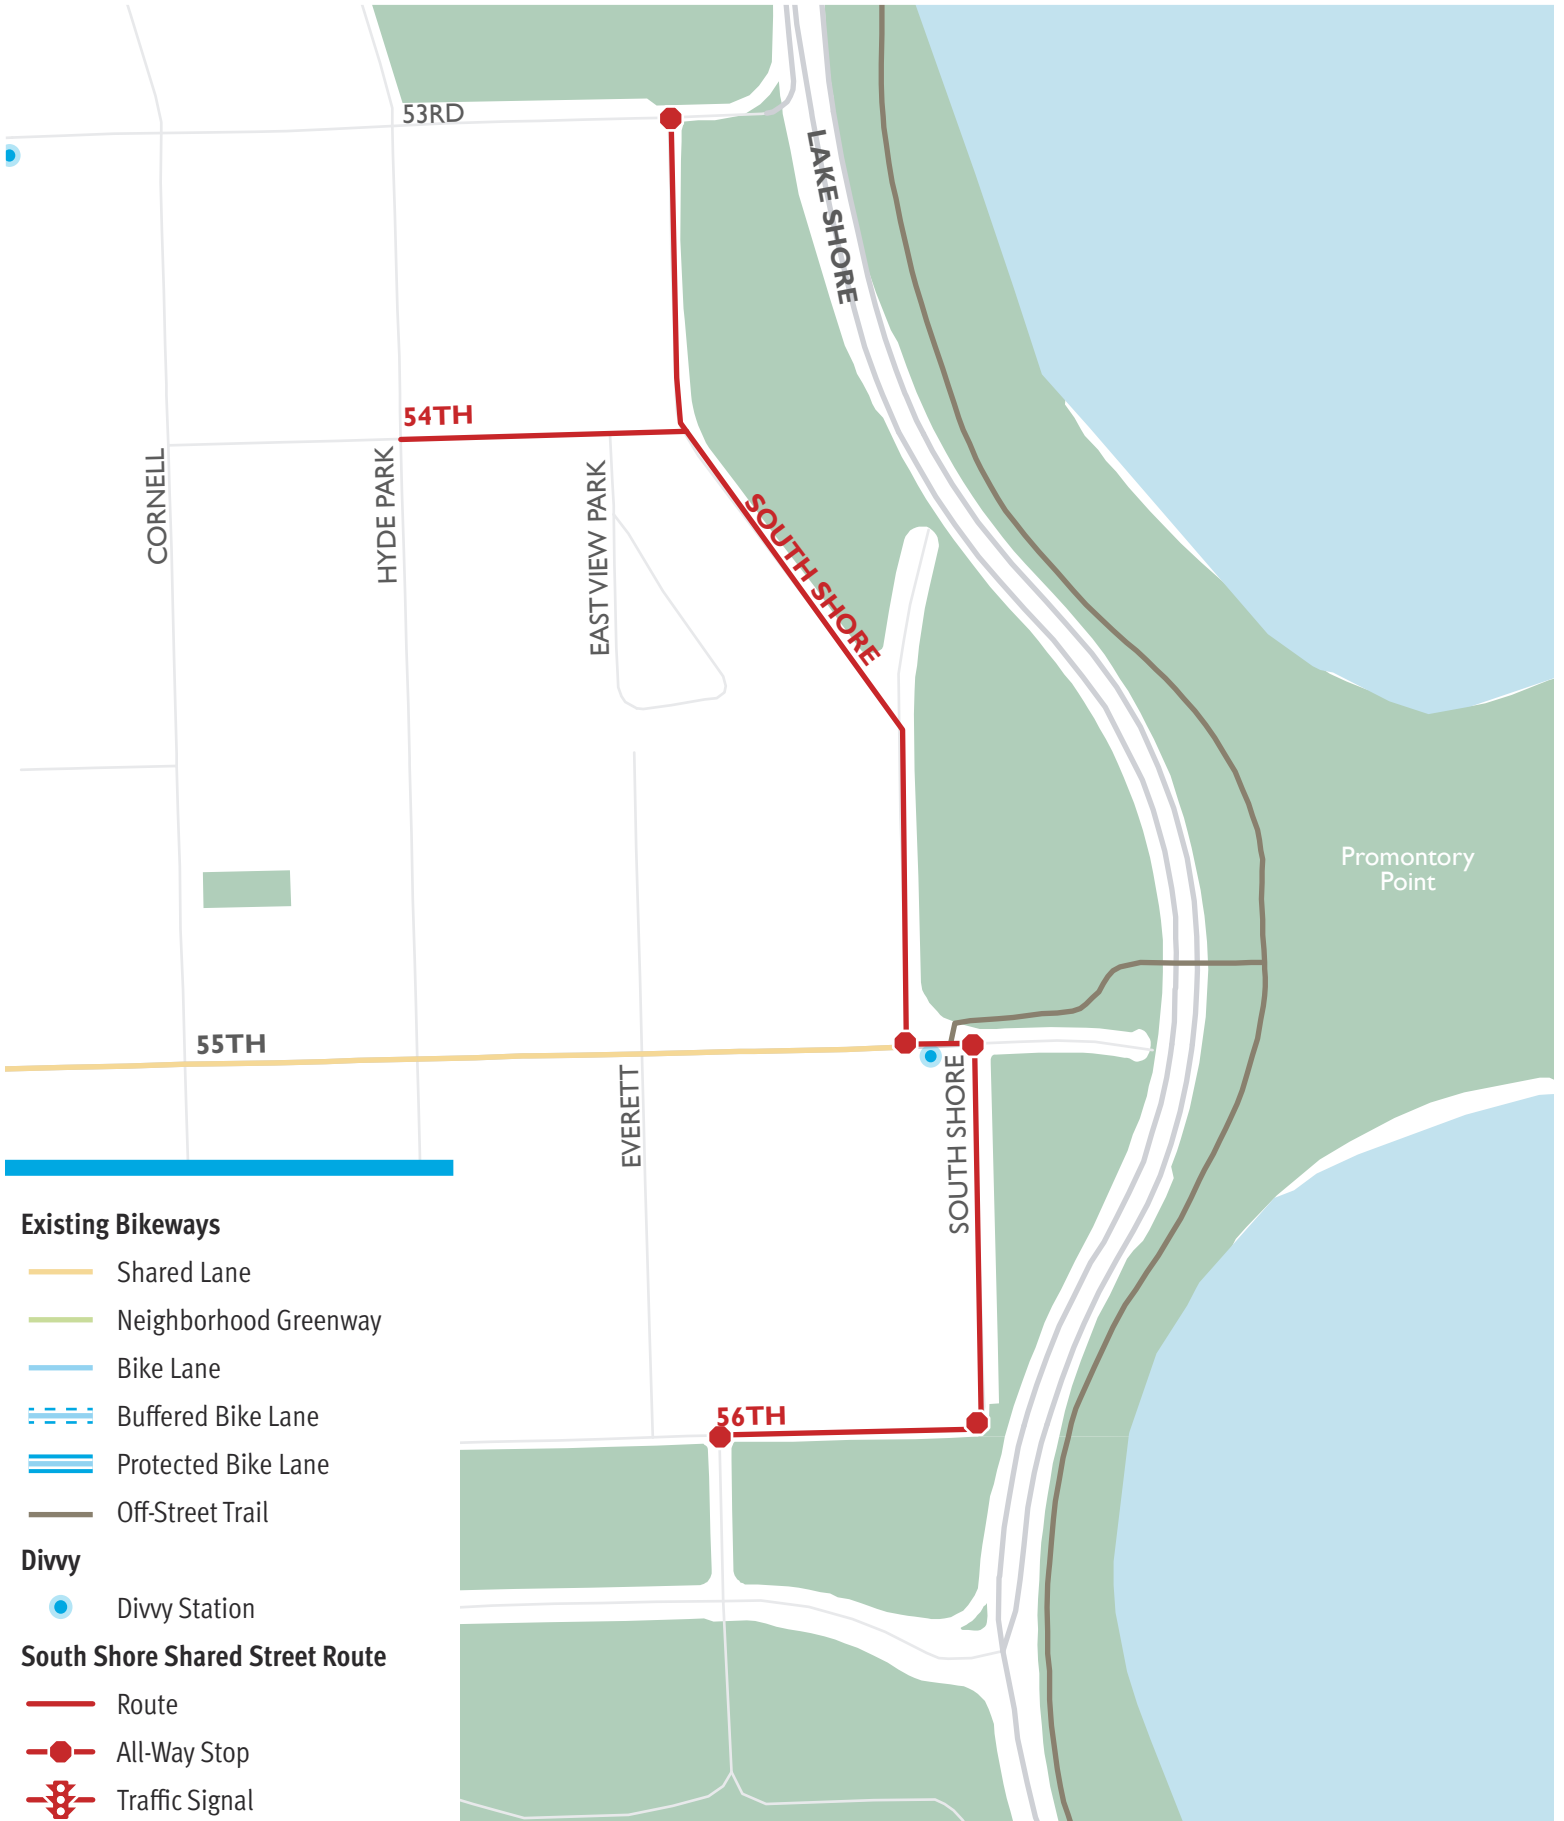 53RD
LAKE SHORE
54TH
CORNELL
HYDE PARK
EAST VIEW PARK
SOUTH SHORE
Promontory
Point
55TH
EVERETT
SOUTH SHORE
56TH
Existing Bikeways
Shared Lane
Neighborhood Greenway
Bike Lane
Buffered Bike Lane
Protected Bike Lane
Off-Street Trail
Divvy
Divvy Station
South Shore Shared Street Route
Route
All-Way Stop
Traffic Signal